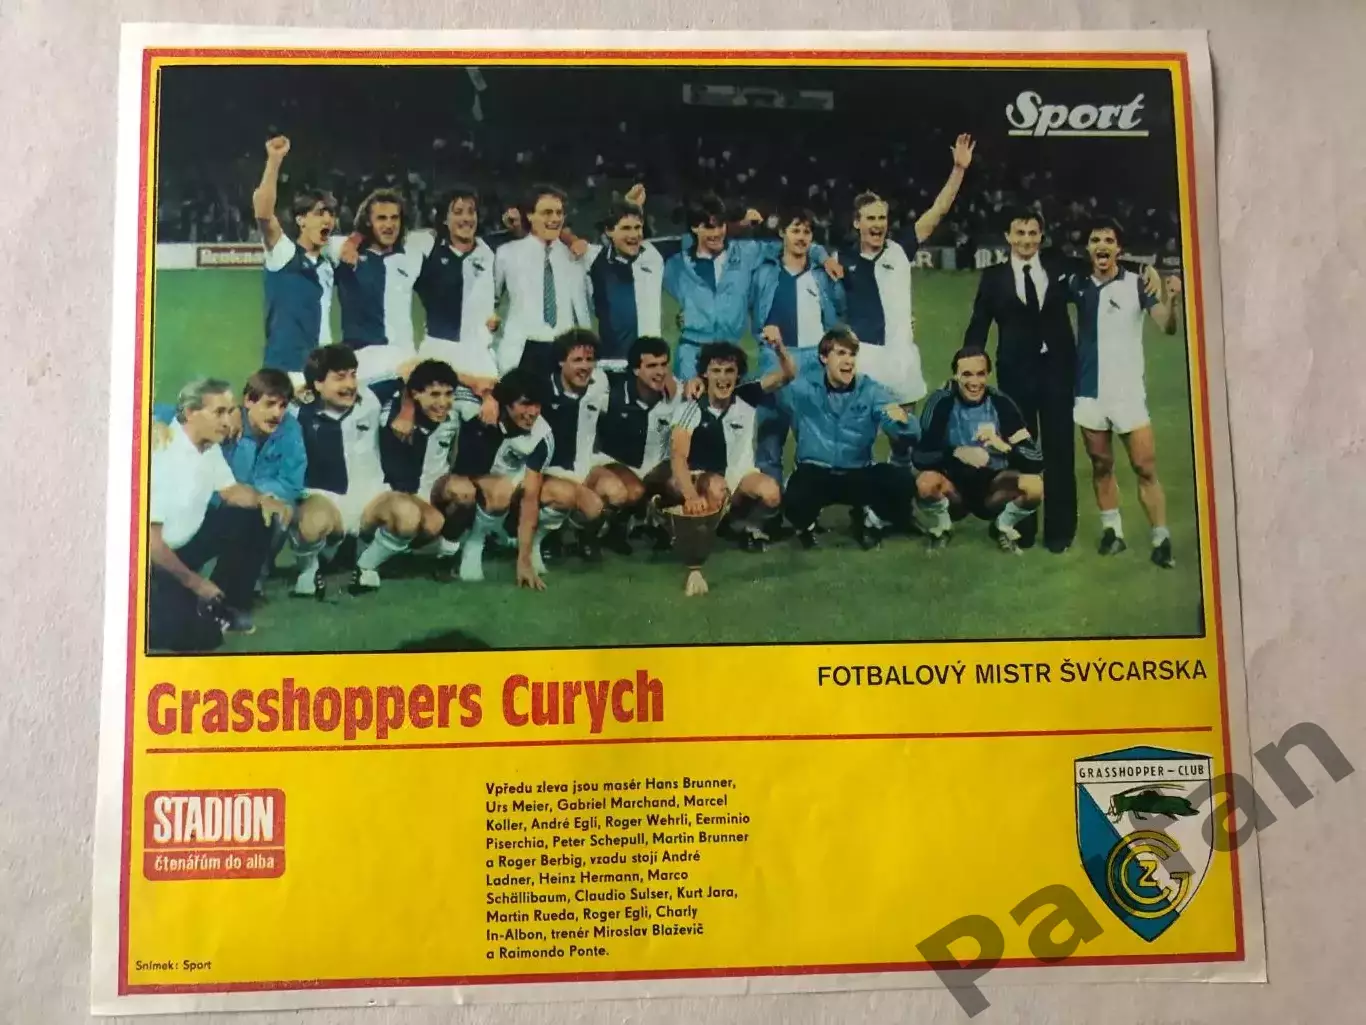 Sport
Rentenan
Grasshoppers Curych
FOTBALOVÝ MISTR ŠVÝCARSKA
STADIÓN
čtenářům do alba
Vpředu zleva jsou masér Hans Brunner,
Urs Meier, Gabriel Marchand, Marcel
Koller, André Egli, Roger Wehrli, Eerminio
Piserchia, Peter Schepull, Martin Brunner
a Roger Berbig, vzadu stojí André
Ladner, Heinz Hermann, Marco
Schällibaum, Claudio Sulser, Kurt Jara,
Martin Rueda, Roger Egli, Charly
In-Albon, trenér Miroslav Blaževič
a Raimondo Ponte.
GRASSHOPPER – CLUB
GCZ
Snímek: Sport
Partan